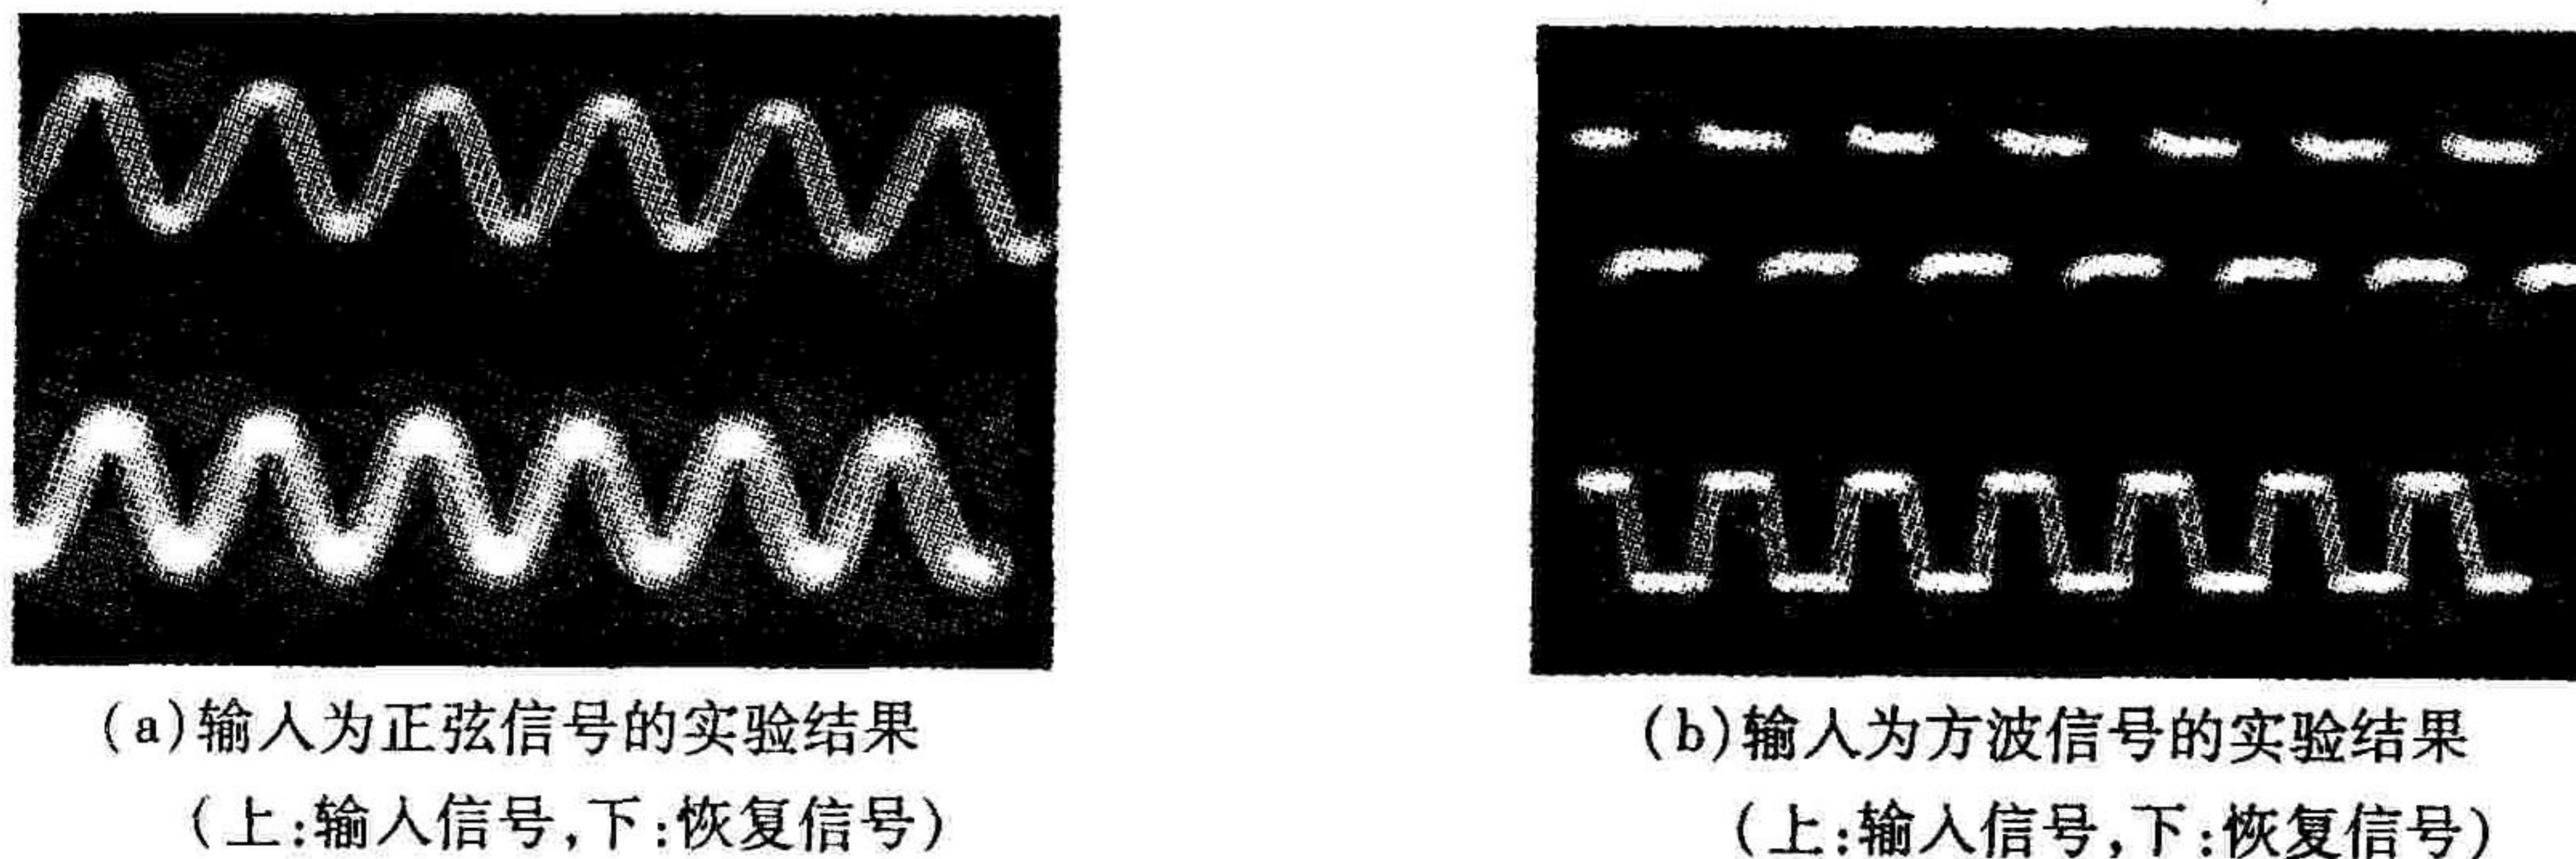 (a)输入为正弦信号的实验结果
(上:输入信号,下:恢复信号)
(b)输入为方波信号的实验结果
(上:输入信号,下:恢复信号)